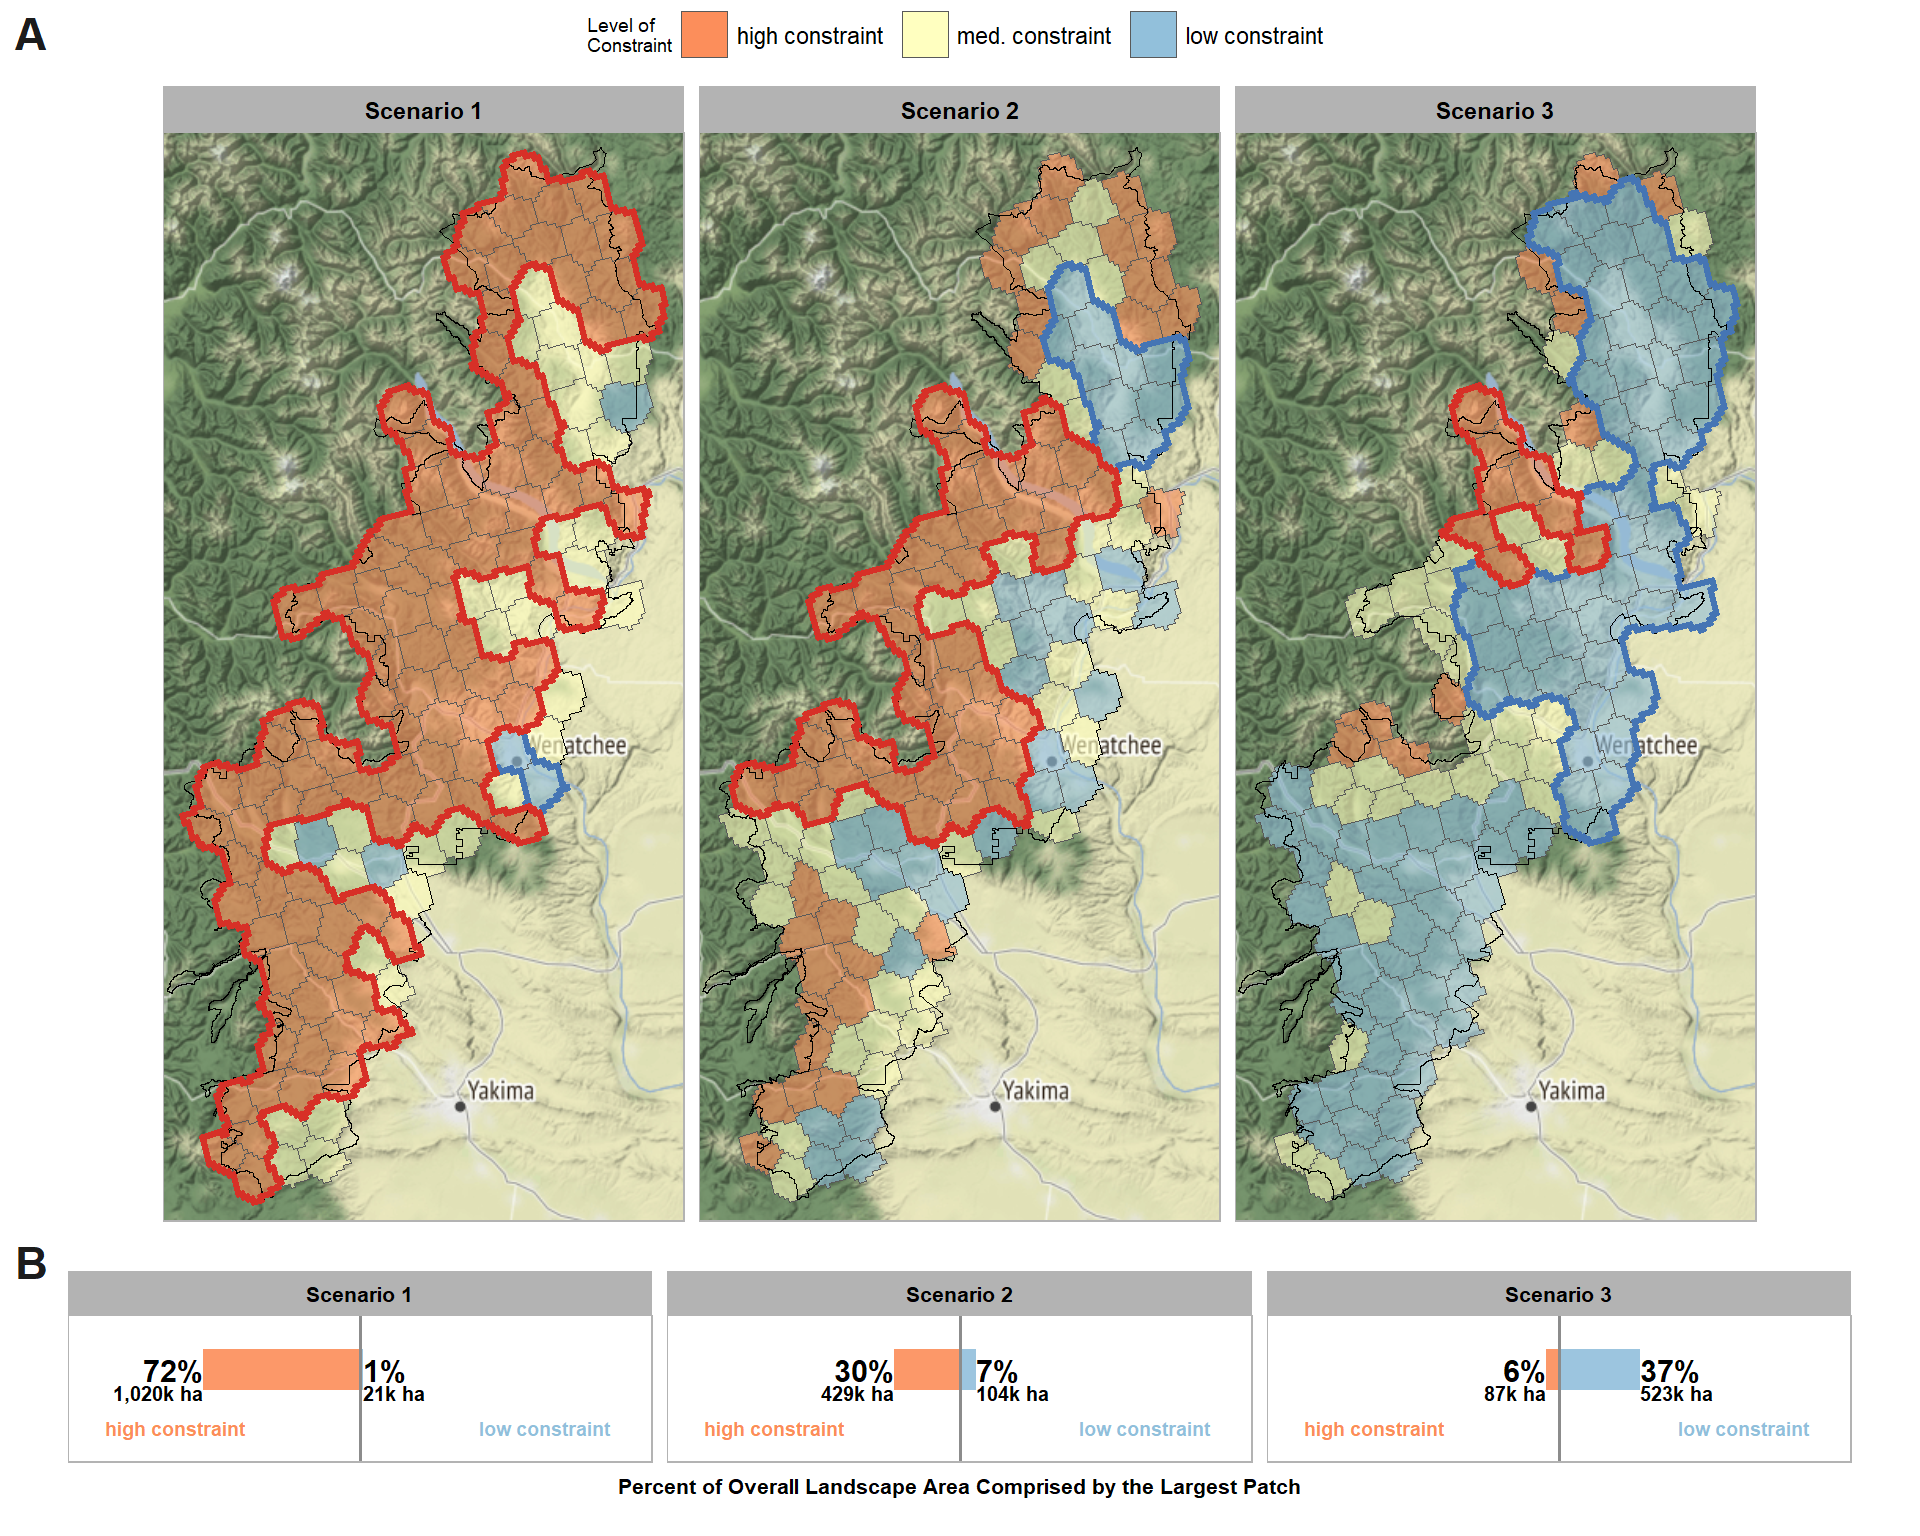 A
Level of
Constraint
high constraint
med. constraint
low constraint
Scenario 1
Scenario 2
Scenario 3
Wenatchee
Wenatchee
Wenatchee
Yakima
Yakima
Yakima
B
Scenario 1
Scenario 2
Scenario 3
72%
1,020k ha
1%
21k ha
high constraint
low constraint
30%
429k ha
7%
104k ha
high constraint
low constraint
6%
87k ha
37%
523k ha
high constraint
low constraint
Percent of Overall Landscape Area Comprised by the Largest Patch